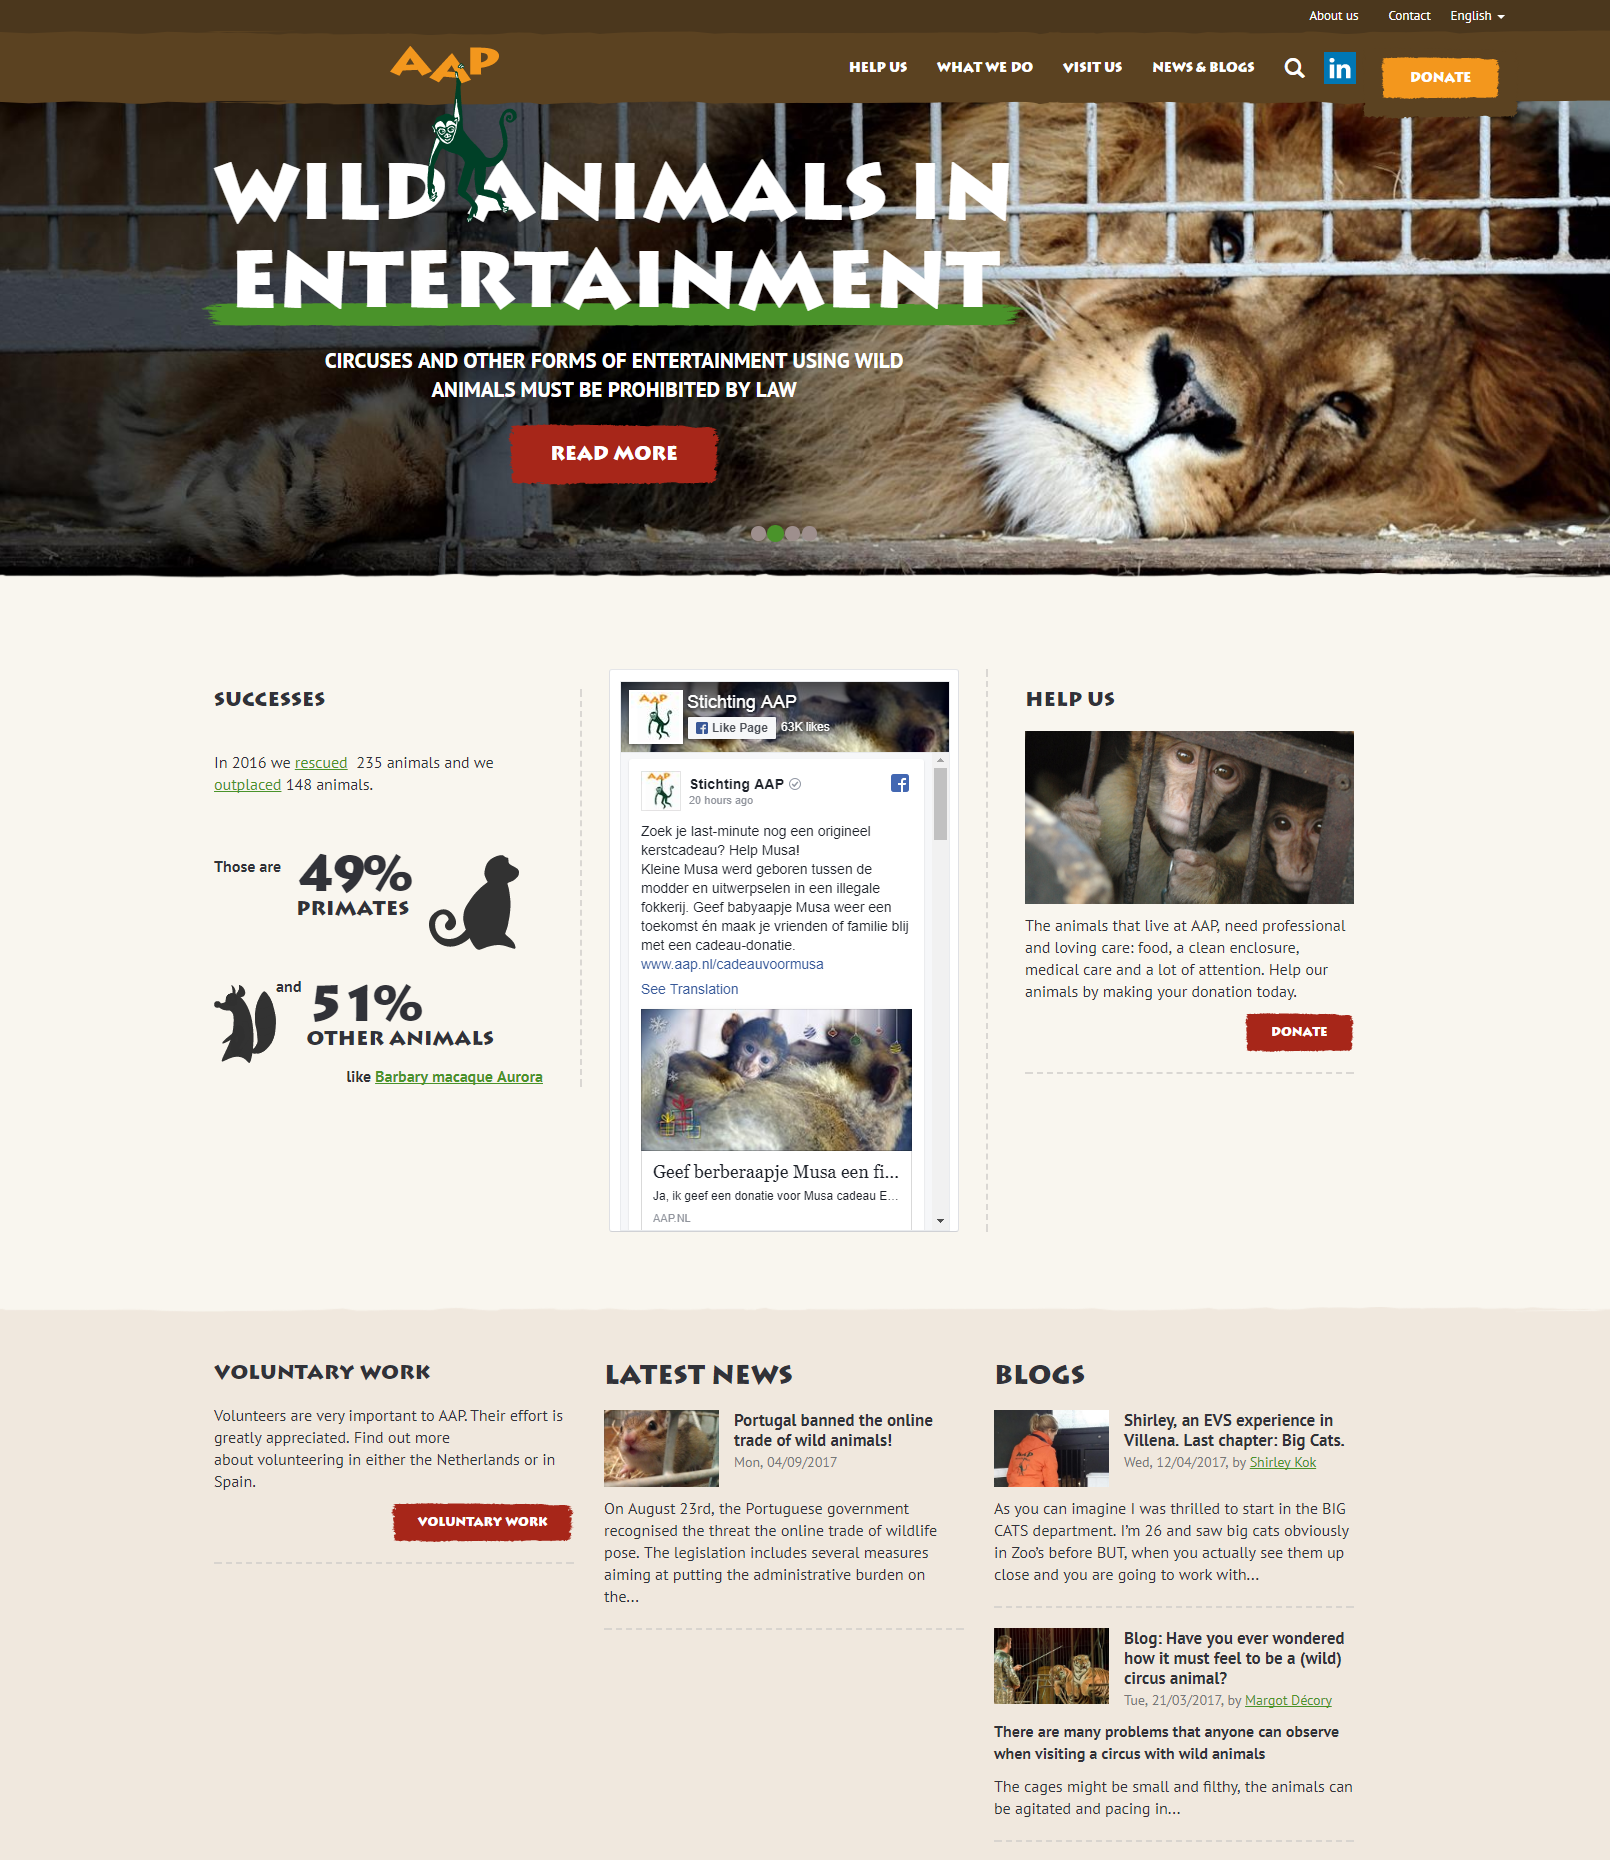 About us Contact English
AAP
HELP US WHAT WE DO VISIT US NEWS & BLOGS in DONATE
WILD ANIMALS IN
ENTERTAINMENT
CIRCUSES AND OTHER FORMS OF ENTERTAINMENT USING WILD
ANIMALS MUST BE PROHIBITED BY LAW
READ MORE
SUCCESSES
In 2016 we rescued 235 animals and we
outplaced 148 animals.
Those are 49%
PRIMATES
and 51%
OTHER ANIMALS
like Barbary macaque Aurora
AAP
Stichting AAP
Like Page 63K likes
AAP
Stichting AAP
20 hours ago
Zoek je last-minute nog een origineel
kerstcadeau? Help Musa!
Kleine Musa werd geboren tussen de
modder en uitwerpselen in een illegale
fokkerij. Geef babyaapje Musa weer een
toekomst én maak je vrienden of familie blij
met een cadeau-donatie.
www.aap.nl/cadeauvoormusa
See Translation
Geef berberaapje Musa een fi...
Ja, ik geef een donatie voor Musa cadeau E...
AAP.NL
HELP US
The animals that live at AAP, need professional
and loving care: food, a clean enclosure,
medical care and a lot of attention. Help our
animals by making your donation today.
DONATE
VOLUNTARY WORK
Volunteers are very important to AAP. Their effort is
greatly appreciated. Find out more
about volunteering in either the Netherlands or in
Spain.
VOLUNTARY WORK
LATEST NEWS
Portugal banned the online
trade of wild animals!
Mon, 04/09/2017
On August 23rd, the Portuguese government
recognised the threat the online trade of wildlife
pose. The legislation includes several measures
aiming at putting the administrative burden on
the...
BLOGS
Shirley, an EVS experience in
Villena. Last chapter: Big Cats.
Wed, 12/04/2017, by Shirley Kok
As you can imagine I was thrilled to start in the BIG
CATS department. I'm 26 and saw big cats obviously
in Zoo's before BUT, when you actually see them up
close and you are going to work with...
Blog: Have you ever wondered
how it must feel to be a (wild)
circus animal?
Tue, 21/03/2017, by Margot Décory
There are many problems that anyone can observe
when visiting a circus with wild animals
The cages might be small and filthy, the animals can
be agitated and pacing in...